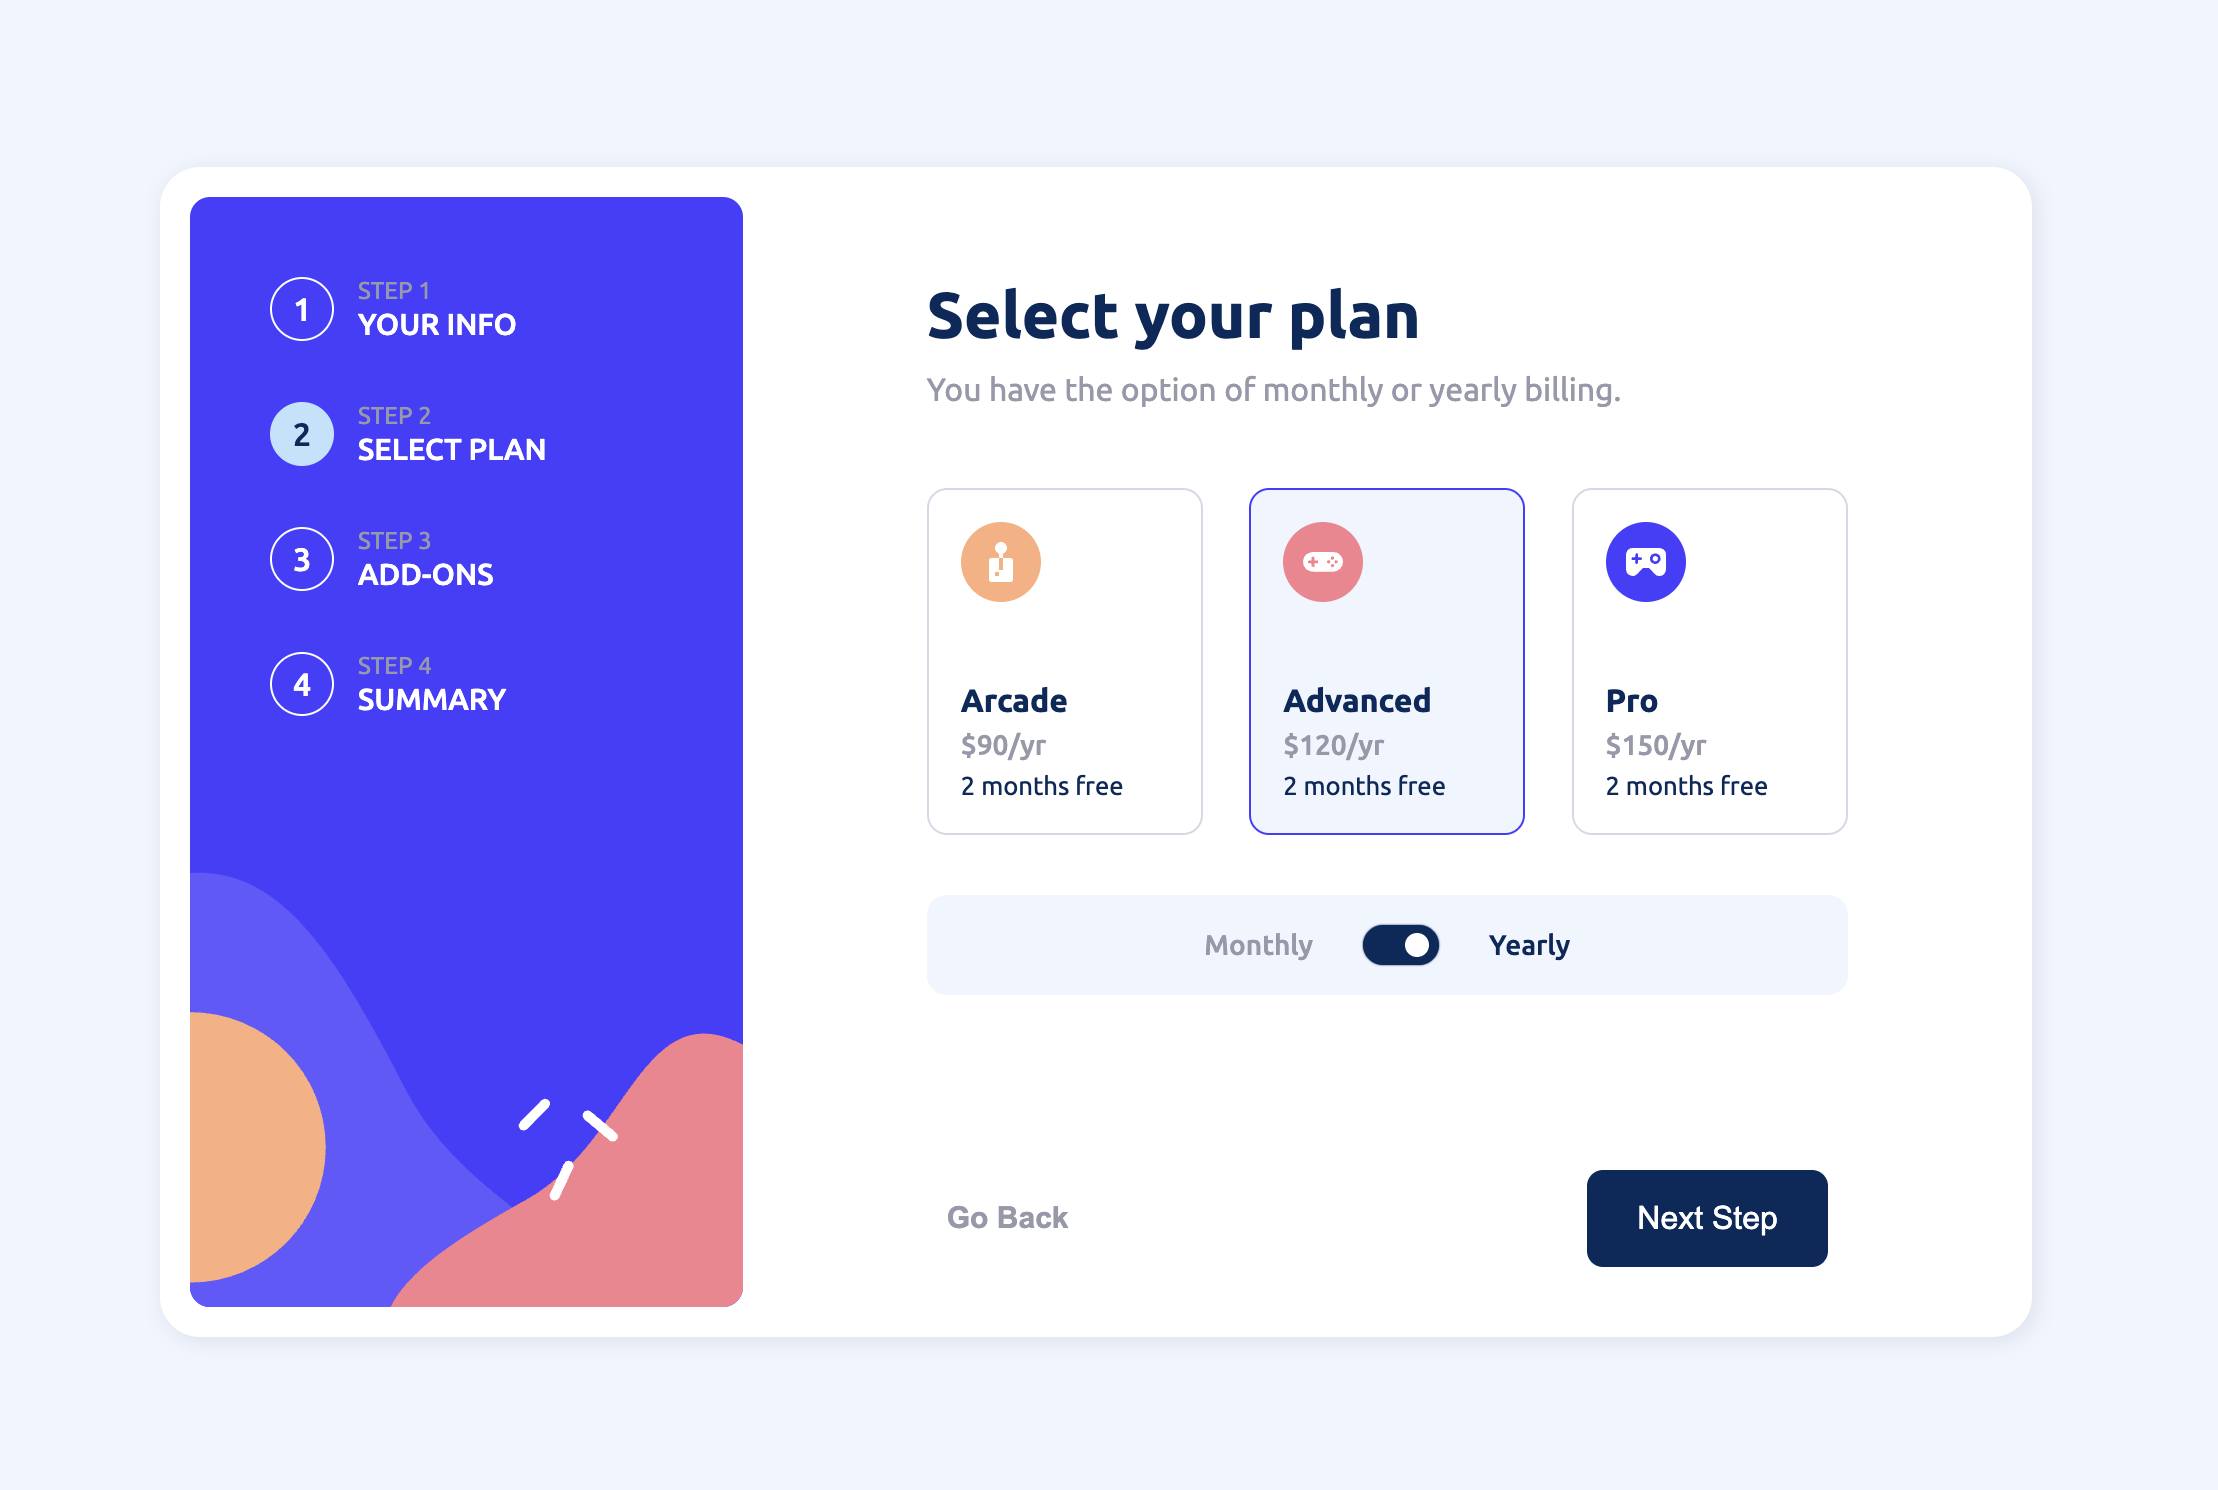 1
STEP 1
YOUR INFO
2
STEP 2
SELECT PLAN
3
STEP 3
ADD-ONS
4
STEP 4
SUMMARY
Select your plan
You have the option of monthly or yearly billing.
Arcade
$90/yr
2 months free
Advanced
$120/yr
2 months free
Pro
$150/yr
2 months free
Monthly
Yearly
Go Back
Next Step